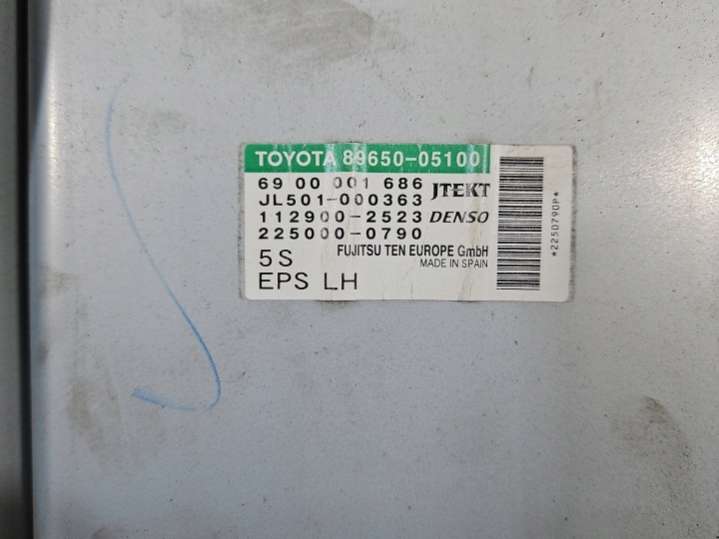 TOYOTA 89650-05100
69 00 001 686 JTEKT
JL501-000363
112900-2523 DENSO
225000-0790
FUJITSU TEN EUROPE GmbH
5S MADE IN SPAIN
EPS LH
*2250790P*